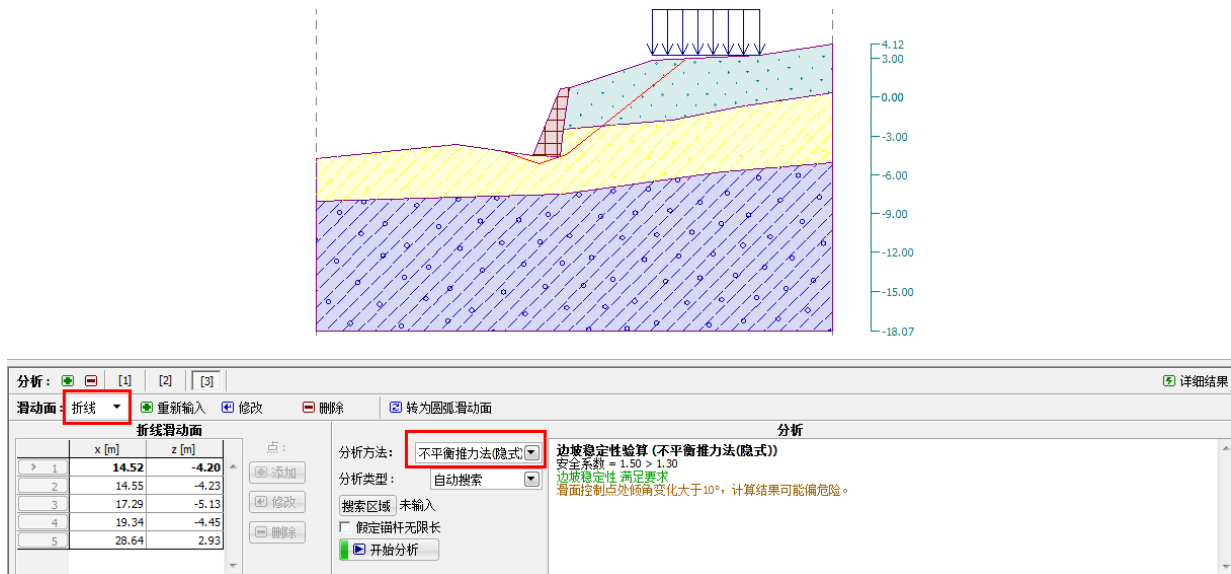 4.12
3.00
0.00
-3.00
-6.00
-9.00
-12.00
-15.00
-18.07
分析： [1] [2] [3] 详细结果
滑动面： 折线 重新输入 修改 删除 转为圆弧滑动面
折线滑动面
x [m] z [m]
1 14.52 -4.20
2 14.55 -4.23
3 17.29 -5.13
4 19.34 -4.45
5 28.64 2.93
点：
添加
修改
删除
分析方法： 不平衡推力法(隐式)
分析类型： 自动搜索
搜索区域 未输入
假定锚杆无限长
开始分析
分析
边坡稳定性验算 (不平衡推力法(隐式))
安全系数 = 1.50 > 1.30
边坡稳定性 满足要求
滑面控制点处倾角变化大于10°，计算结果可能偏危险。